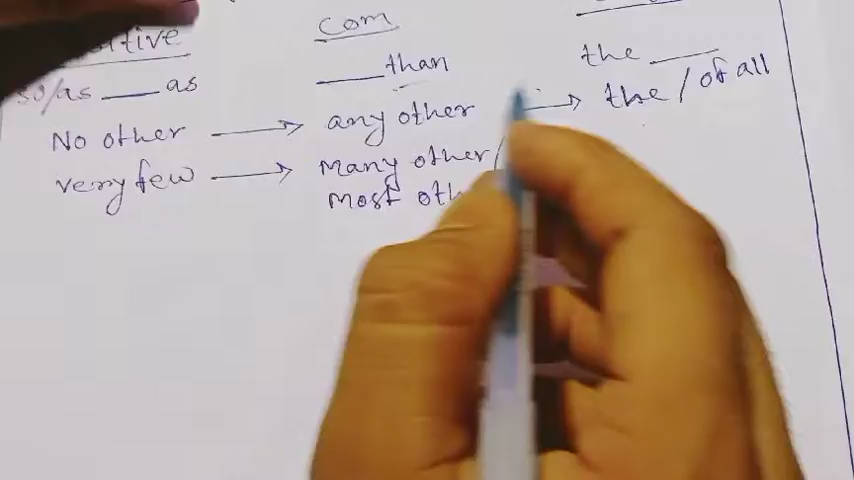 com
so/as ____ as ____ than the ____
No other → any other → the / of all
very few → many other/
most